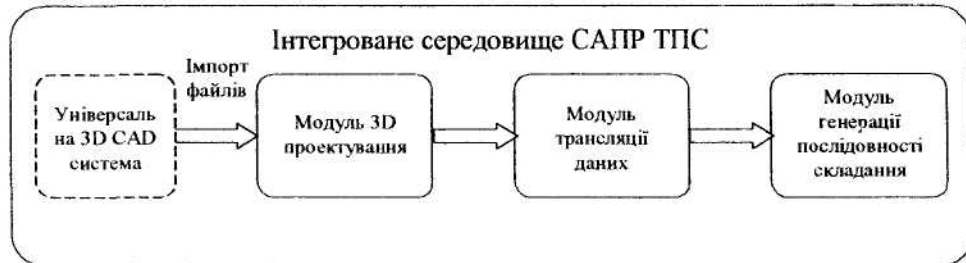 Інтегроване середовище САПР ТПС
Імпорт
файлів
Універсаль
на 3D CAD
система
Модуль 3D
проектування
Модуль
трансляції
даних
Модуль
генерації
послідовності
складання